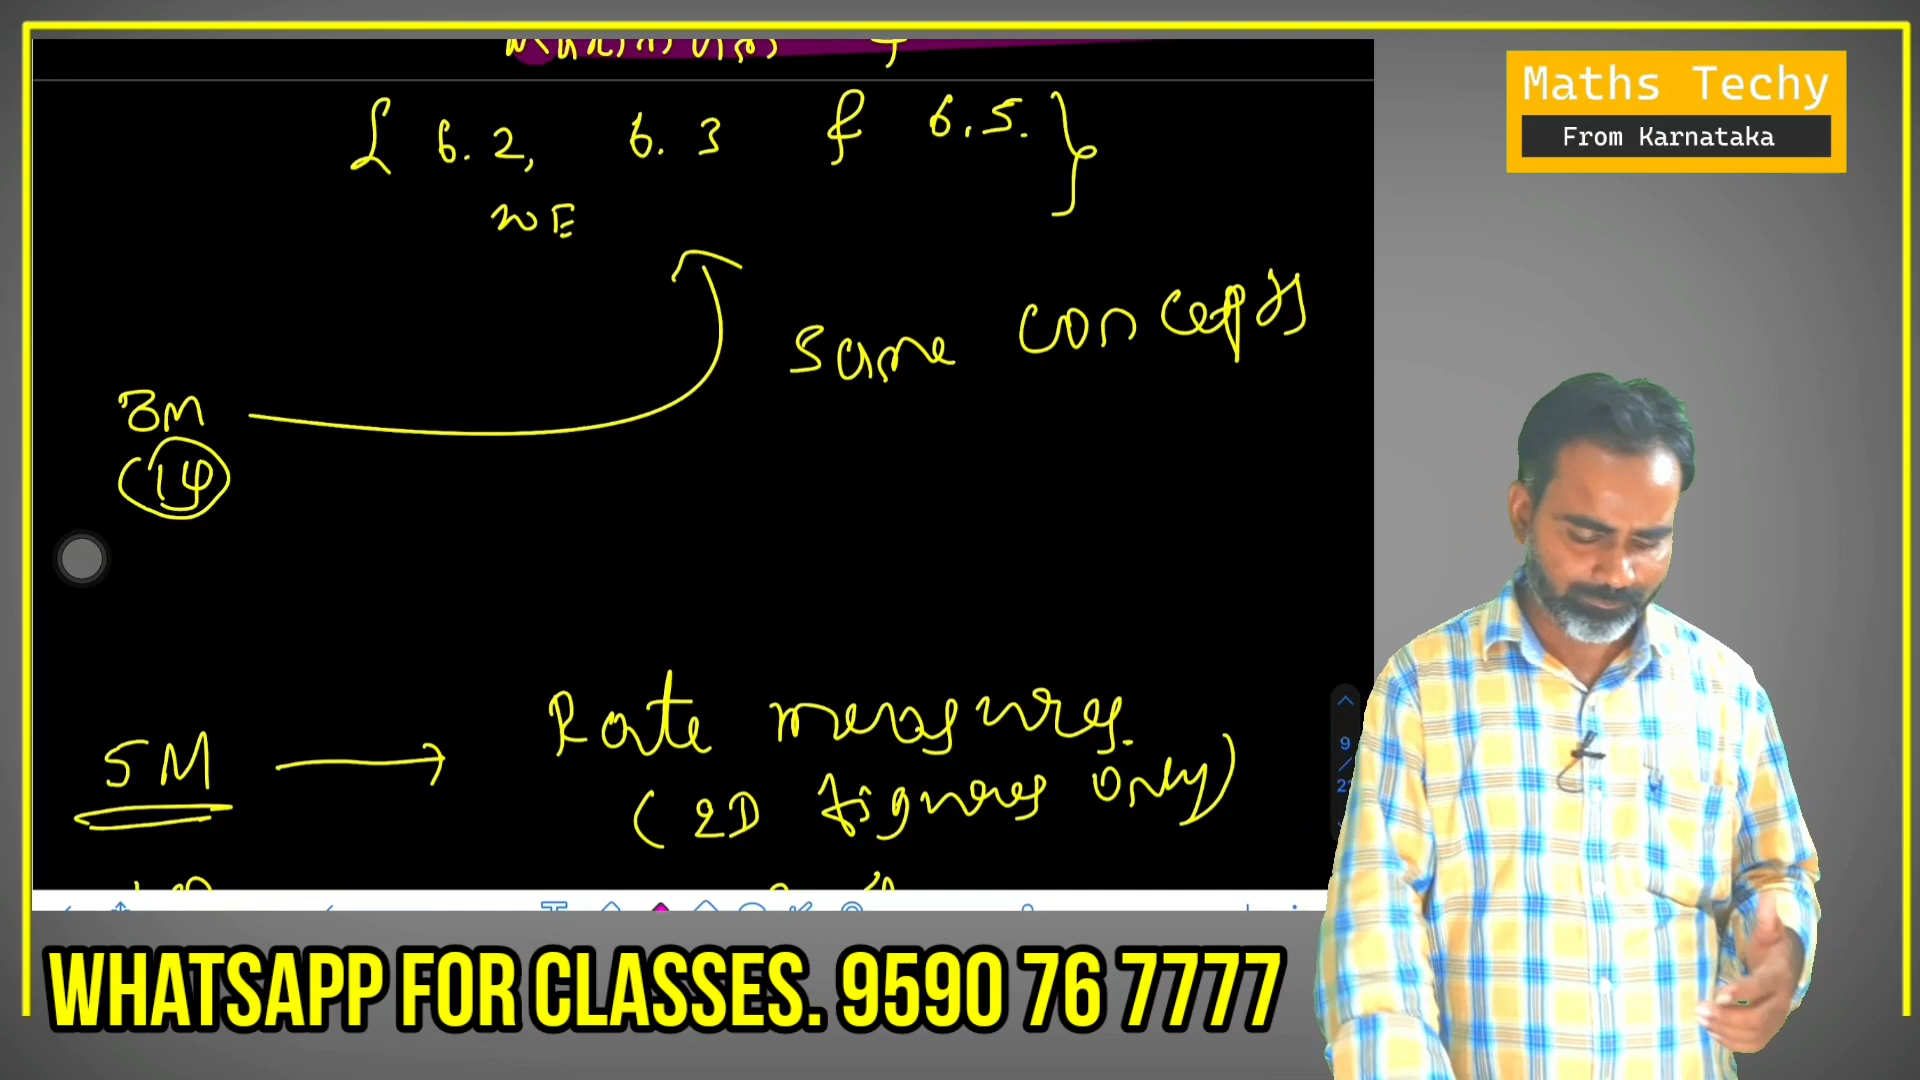 Maths Techy
From Karnataka
{ 6.2, 6.3 & 6.5. }
WE
Same concepts
3M
(14)
5M → Rate measures.
(2D figures only)
9
/
WHATSAPP FOR CLASSES. 9590 76 7777